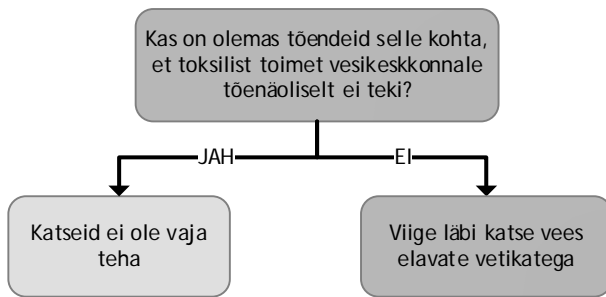 Kas on olemas tõendeid selle kohta,
et toksilist toimet vesikeskkonnale
tõenäoliselt ei teki?
JAH
EI
Katseid ei ole vaja
teha
Viige läbi katse vees
elavate vetikatega